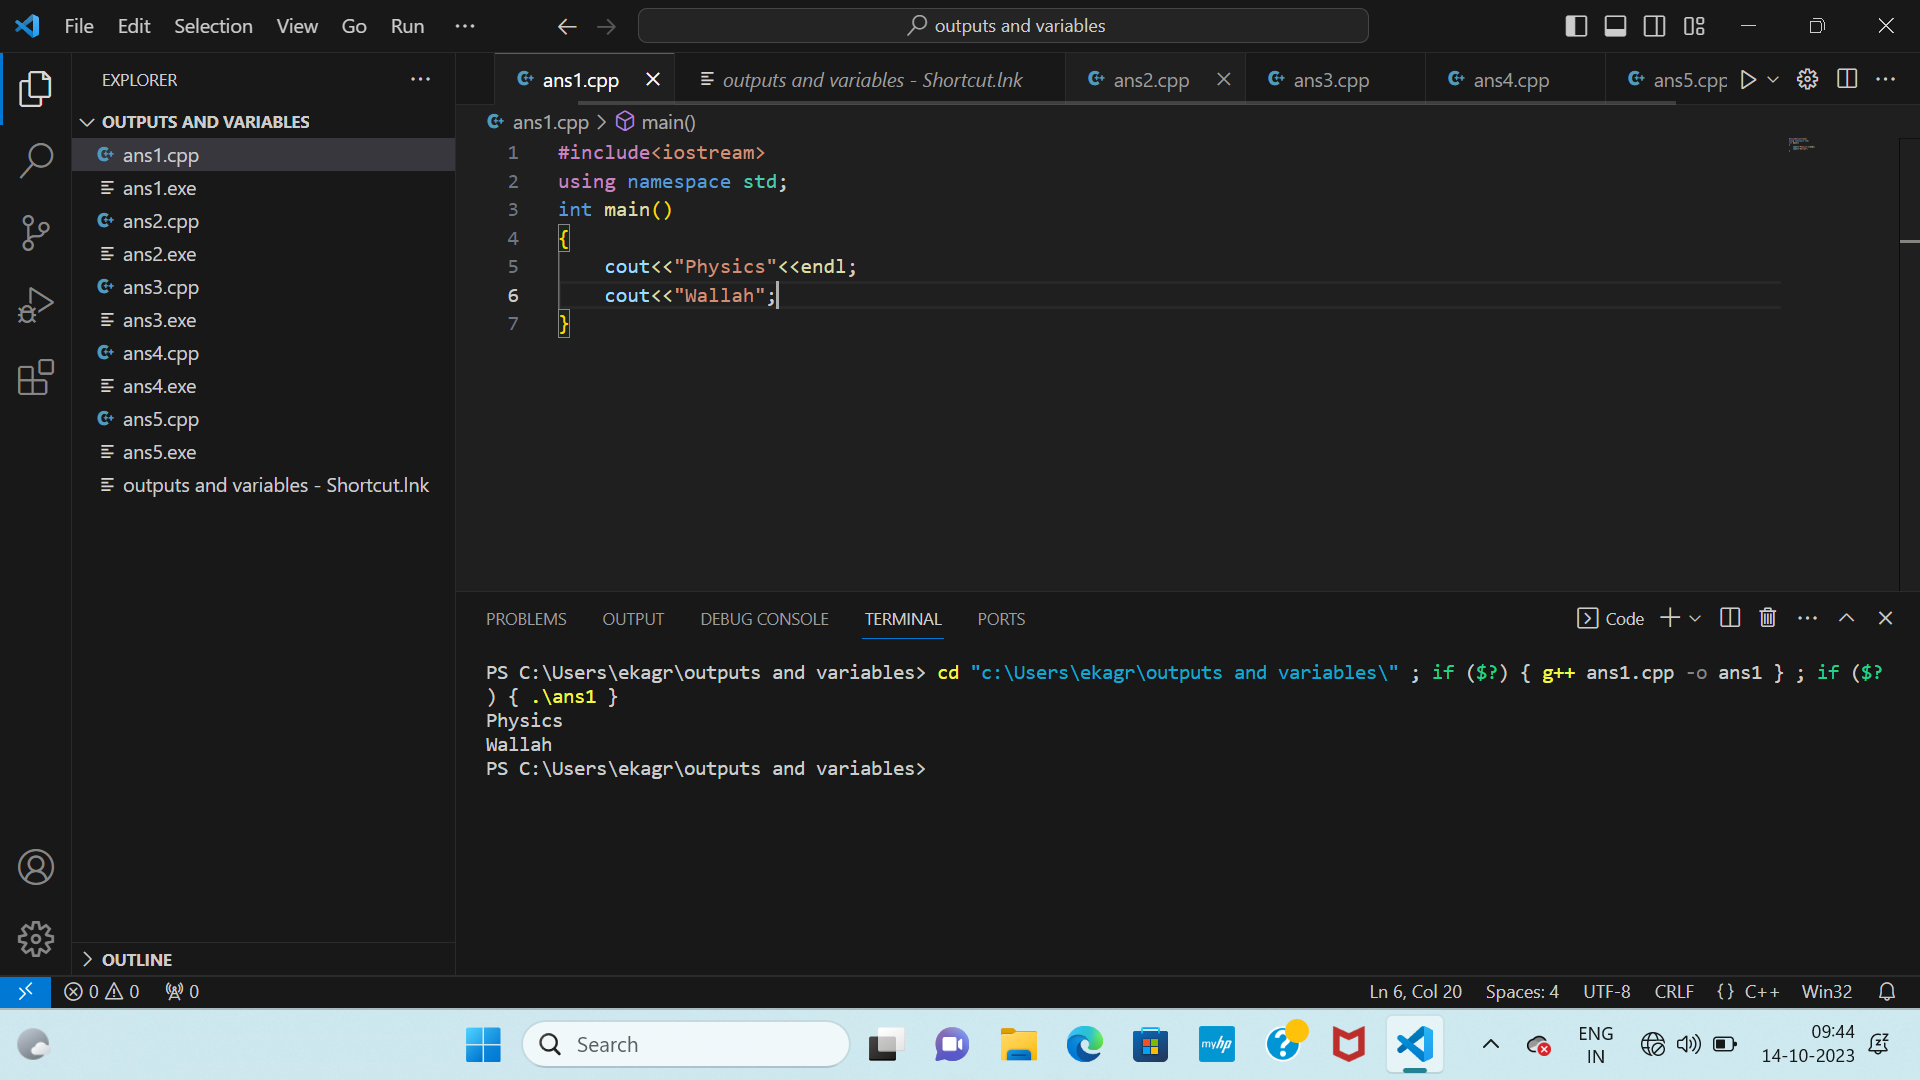 File Edit Selection View Go Run
outputs and variables
EXPLORER
OUTPUTS AND VARIABLES
ans1.cpp
ans1.exe
ans2.cpp
ans2.exe
ans3.cpp
ans3.exe
ans4.cpp
ans4.exe
ans5.cpp
ans5.exe
outputs and variables - Shortcut.lnk
OUTLINE
ans1.cpp outputs and variables - Shortcut.lnk ans2.cpp ans3.cpp ans4.cpp ans5.cpp
ans1.cpp > main()
1 #include<iostream>
2 using namespace std;
3 int main()
4 {
5 cout<<"Physics"<<endl;
6 cout<<"Wallah";
7 }
PROBLEMS OUTPUT DEBUG CONSOLE TERMINAL PORTS
Code
PS C:\Users\ekagr\outputs and variables> cd "c:\Users\ekagr\outputs and variables\" ; if ($?) { g++ ans1.cpp -o ans1 } ; if ($?
) { .\ans1 }
Physics
Wallah
PS C:\Users\ekagr\outputs and variables>
0 0 0
Ln 6, Col 20 Spaces: 4 UTF-8 CRLF {} C++ Win32
Search
myhp
ENG
IN
09:44
14-10-2023